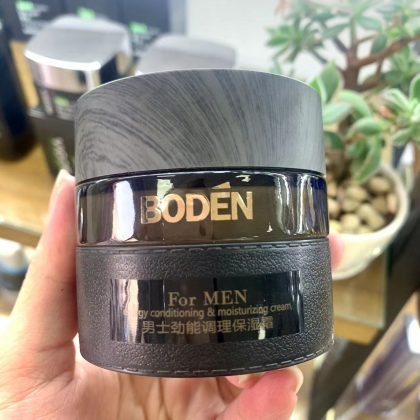 BODEN
For MEN
conditioning & moisturizing cream
男士劲能调理保湿霜